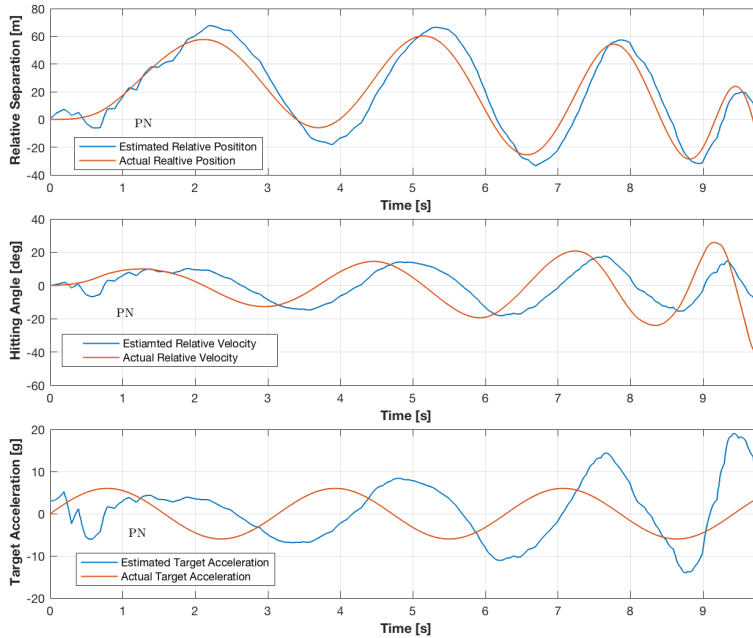 Relative Separation [m]
80
60
40
20
0
-20
-40
PN
Estimated Relative Posititon
Actual Realtive Position
0 1 2 3 4 5 6 7 8 9
Time [s]
Hitting Angle [deg]
40
20
0
-20
-40
-60
PN
Estiamted Relative Velocity
Actual Relative Velocity
0 1 2 3 4 5 6 7 8 9
Time [s]
Target Acceleration [g]
20
10
0
-10
-20
PN
Estimated Target Acceleration
Actual Target Acceleration
0 1 2 3 4 5 6 7 8 9
Time [s]